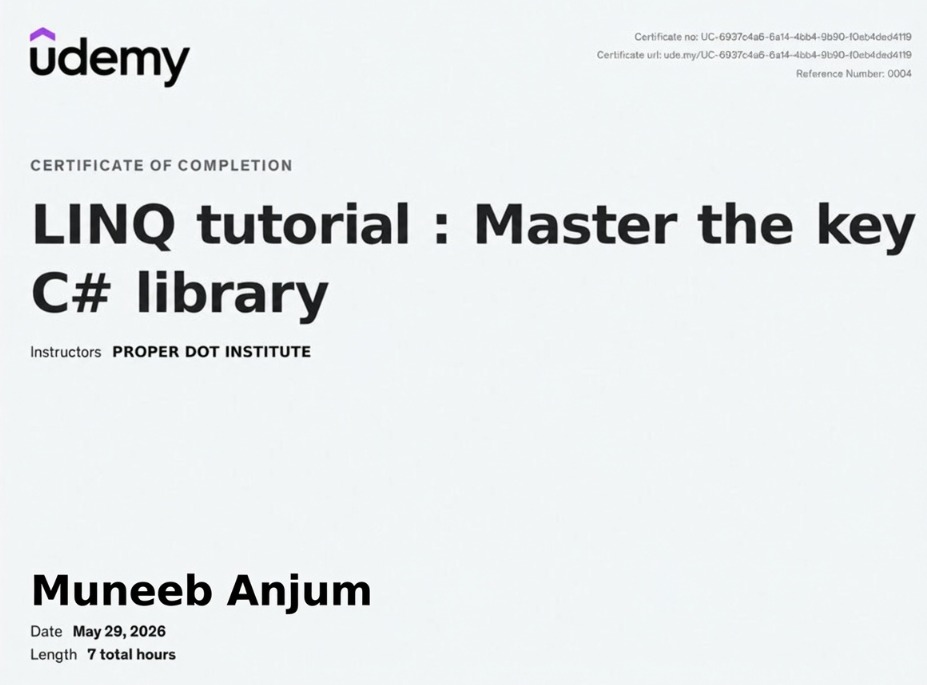 udemy
Certificate no: UC-6937c4a6-6a14-4bb4-9b90-f0eb4ded4119
Certificate url: ude.my/UC-6937c4a6-6a14-4bb4-9b90-f0eb4ded4119
Reference Number: 0004
CERTIFICATE OF COMPLETION
LINQ tutorial : Master the key
C# library
Instructors PROPER DOT INSTITUTE
Muneeb Anjum
Date May 29, 2026
Length 7 total hours